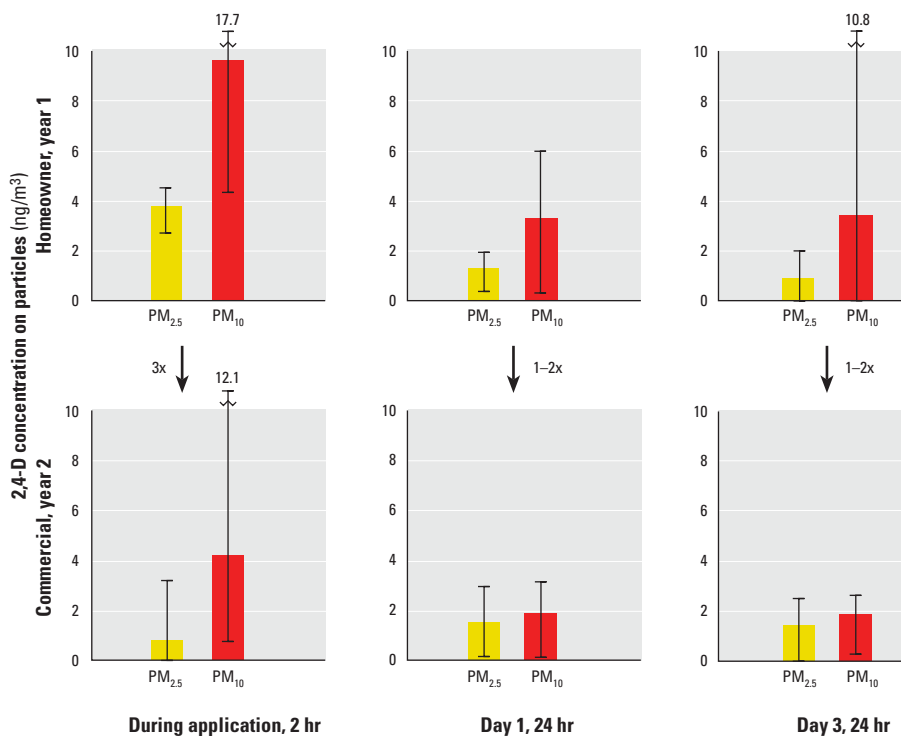 17.7
10.8
10
8
6
4
2
0
10
8
6
4
2
0
10
8
6
4
2
0
PM2.5 PM10
PM2.5 PM10
PM2.5 PM10
2,4-D concentration on particles (ng/m³)
Homeowner, year 1
Commercial, year 2
3x
1–2x
1–2x
12.1
10
8
6
4
2
0
10
8
6
4
2
0
10
8
6
4
2
0
PM2.5 PM10
PM2.5 PM10
PM2.5 PM10
During application, 2 hr
Day 1, 24 hr
Day 3, 24 hr